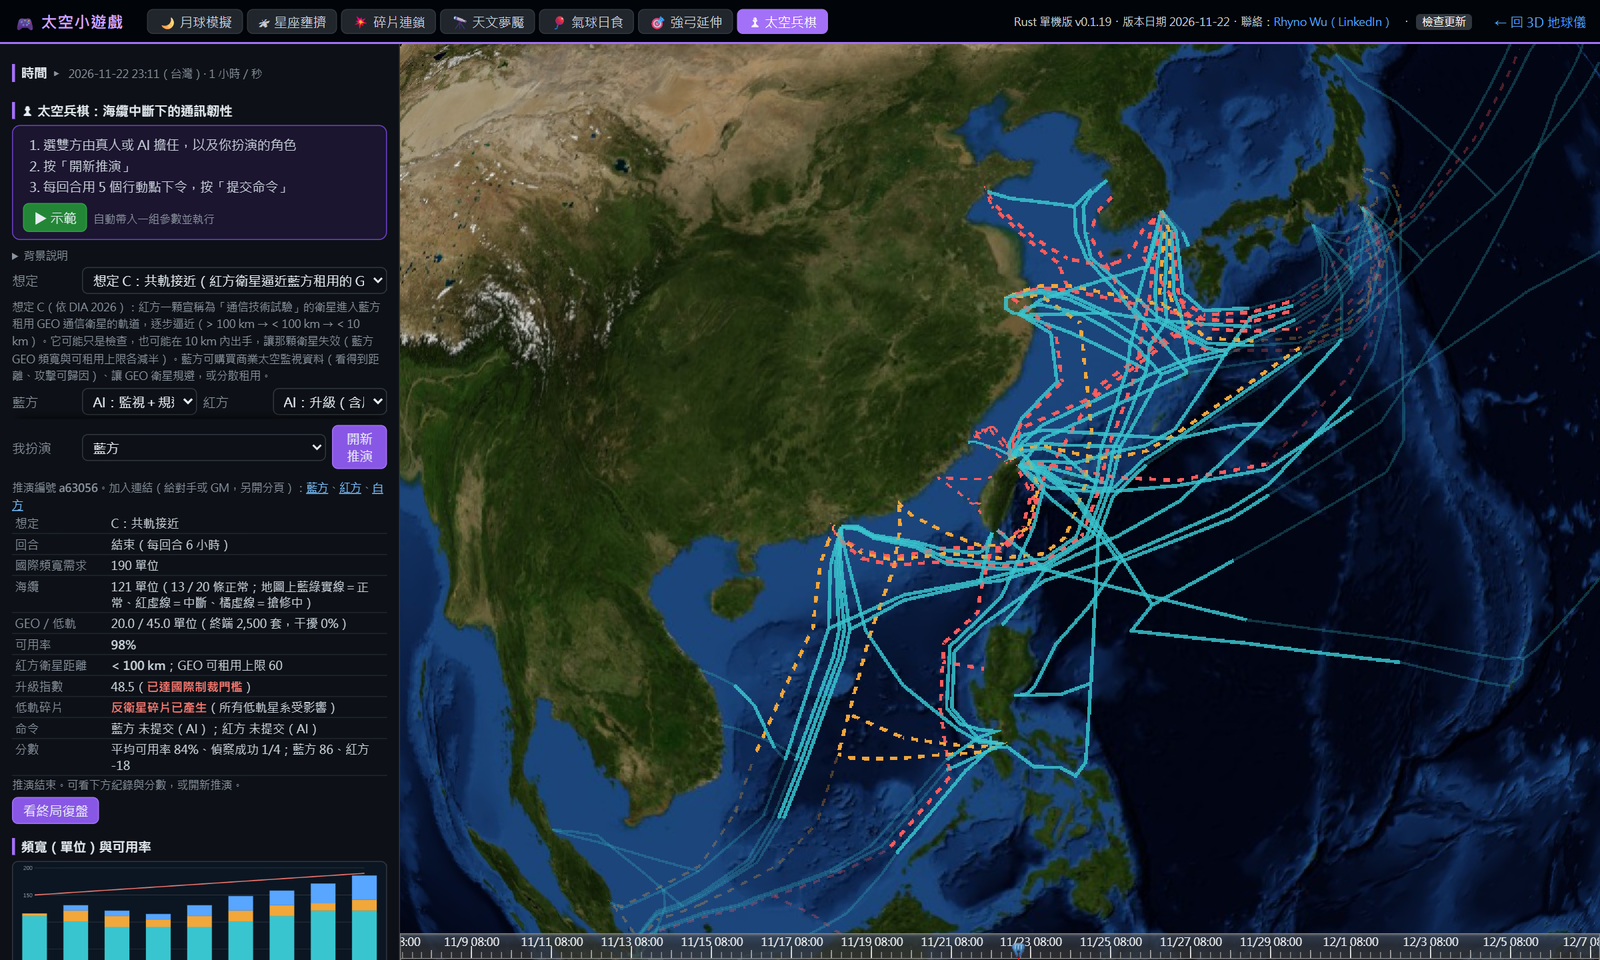 太空小遊戲
月球模擬
星座壅擠
碎片連鎖
天文夢魘
氣球日食
強弓延伸
太空兵棋
Rust 單機版 v0.1.19 · 版本日期 2026-11-22 · 聯絡：Rhyno Wu ( LinkedIn )
·
檢查更新
← 回 3D 地球儀
時間 ▸ 2026-11-22 23:11 ( 台灣 ) · 1 小時 / 秒
太空兵棋：海纜中斷下的通訊韌性
1. 選雙方由真人或 AI 擔任，以及你扮演的角色
2. 按「開新推演」
3. 每回合用 5 個行動點下令，按「提交命令」
▶ 示範
自動帶入一組參數並執行
▶ 背景說明
想定
想定 C：共軌接近 ( 紅方衛星逼近藍方租用的 G
想定 C ( 依 DIA 2026 )：紅方一顆宣稱為「通信技術試驗」的衛星進入藍方
租用 GEO 通信衛星的軌道，逐步逼近 ( > 100 km → < 100 km → < 10
km )。它可能只是檢查，也可能在 10 km 內出手，讓那顆衛星失效 ( 藍方
GEO 頻寬與可租用上限各減半 )。藍方可購買商業太空監視資料 ( 看得到距
離、攻擊可歸因 )、讓 GEO 衛星規避，或分散租用。
藍方
AI：監視 + 規
紅方
AI：升級 ( 含
我扮演
藍方
開新
推演
推演編號 a63056。加入連結 ( 給對手或 GM，另開分頁 )：藍方、紅方、白
方
想定
C：共軌接近
回合
結束 ( 每回合 6 小時 )
國際頻寬需求
190 單位
海纜
121 單位 ( 13 / 20 條正常；地圖上藍綠實線 = 正
常、紅虛線 = 中斷、橘虛線 = 搶修中 )
GEO / 低軌
20.0 / 45.0 單位 ( 終端 2,500 套，干擾 0% )
可用率
98%
紅方衛星距離
< 100 km；GEO 可租用上限 60
升級指數
48.5 ( 已達國際制裁門檻 )
低軌碎片
反衛星碎片已產生 ( 所有低軌星系受影響 )
命令
藍方 未提交 ( AI )；紅方 未提交 ( AI )
分數
平均可用率 84%、偵察成功 1/4；藍方 86、紅方
-18
推演結束。可看下方紀錄與分數，或開新推演。
看終局復盤
頻寬 ( 單位 ) 與可用率
200
150
3:00
11/9 08:00
11/11 08:00
11/13 08:00
11/15 08:00
11/17 08:00
11/19 08:00
11/21 08:00
11/23 08:00
11/25 08:00
11/27 08:00
11/29 08:00
12/1 08:00
12/3 08:00
12/5 08:00
12/7 0